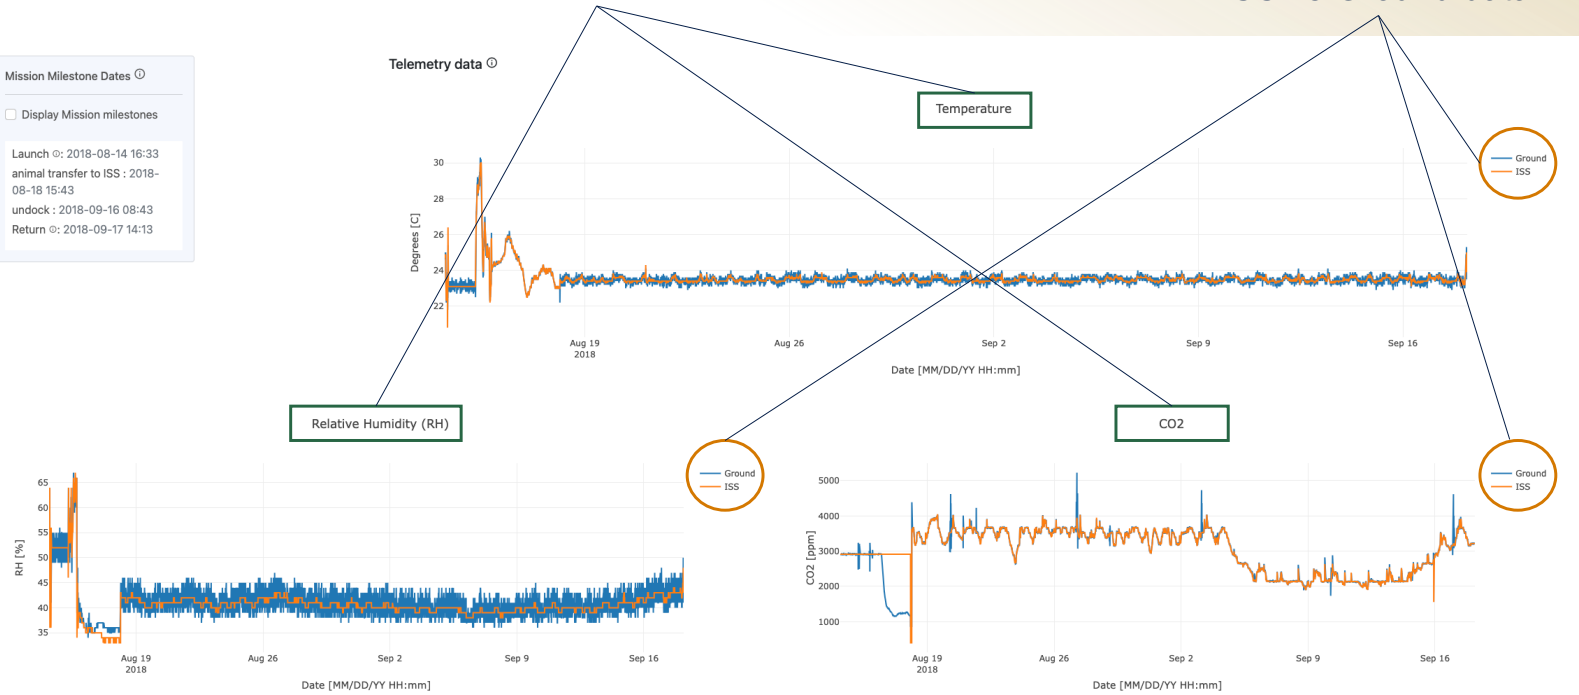 Mission Milestone Dates
Display Mission milestones
Launch : 2018-08-14 16:33
animal transfer to ISS : 2018-
08-18 15:43
undock : 2018-09-16 08:43
Return : 2018-09-17 14:13
Telemetry data
Temperature
30
28
26
24
22
Degrees [C]
Aug 19
2018
Aug 26
Sep 2
Sep 9
Sep 16
Date [MM/DD/YY HH:mm]
Ground
ISS
Relative Humidity (RH)
65
60
55
50
45
40
35
RH [%]
Aug 19
2018
Aug 26
Sep 2
Sep 9
Sep 16
Date [MM/DD/YY HH:mm]
Ground
ISS
CO2
5000
4000
3000
2000
1000
CO2 [ppm]
Aug 19
2018
Aug 26
Sep 2
Sep 9
Sep 16
Date [MM/DD/YY HH:mm]
Ground
ISS